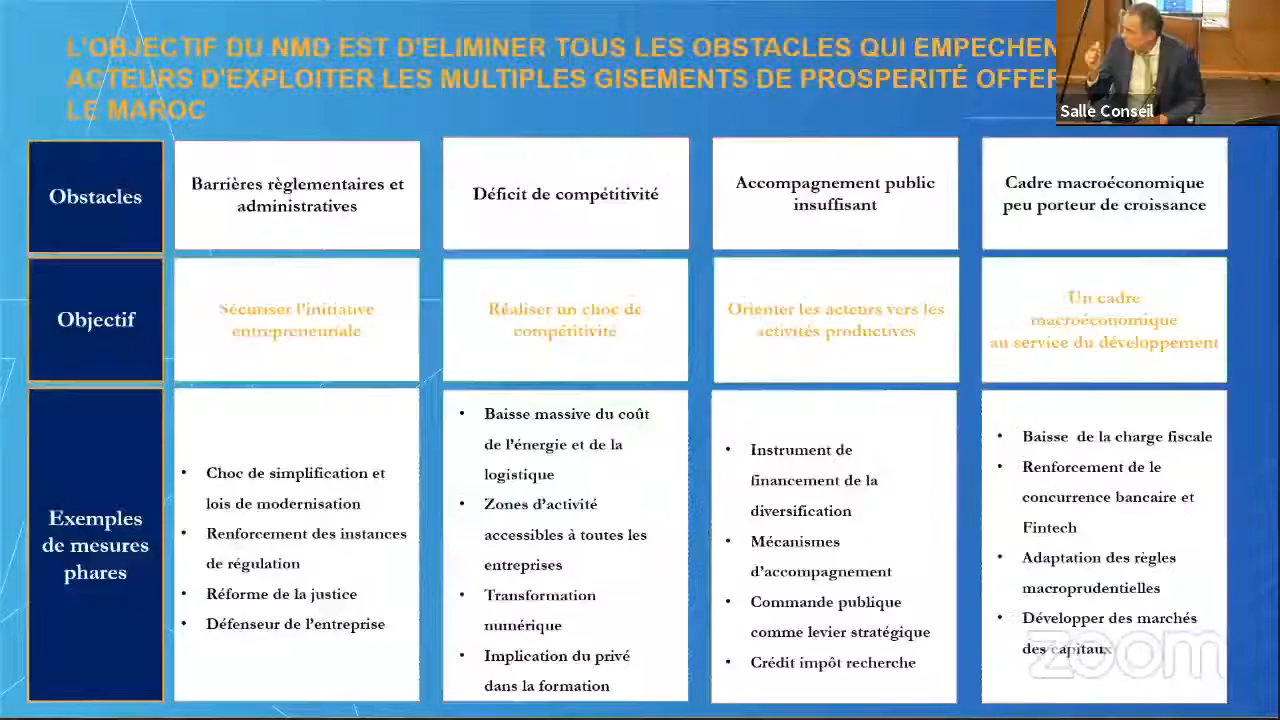 L'OBJECTIF DU NMD EST D'ELIMINER TOUS LES OBSTACLES QUI EMPECHEN
ACTEURS D'EXPLOITER LES MULTIPLES GISEMENTS DE PROSPERITÉ OFFER
LE MAROC
Salle Conseil
Obstacles
Barrières règlementaires et
administratives
Déficit de compétitivité
Accompagnement public
insuffisant
Cadre macroéconomique
peu porteur de croissance
Objectif
Sécuriser l'initiative
entrepreneuriale
Réaliser un choc de
compétitivité
Orienter les acteurs vers les
activités productives
Un cadre
macroéconomique
au service du développement
Exemples
de mesures
phares
• Choc de simplification et
lois de modernisation
• Renforcement des instances
de régulation
• Réforme de la justice
• Défenseur de l'entreprise
• Baisse massive du coût
de l'énergie et de la
logistique
• Zones d'activité
accessibles à toutes les
entreprises
• Transformation
numérique
• Implication du privé
dans la formation
• Instrument de
financement de la
diversification
• Mécanismes
d'accompagnement
• Commande publique
comme levier stratégique
• Crédit impôt recherche
• Baisse de la charge fiscale
• Renforcement de le
concurrence bancaire et
Fintech
• Adaptation des règles
macroprudentielles
• Développer des marchés
des capitaux
zoom